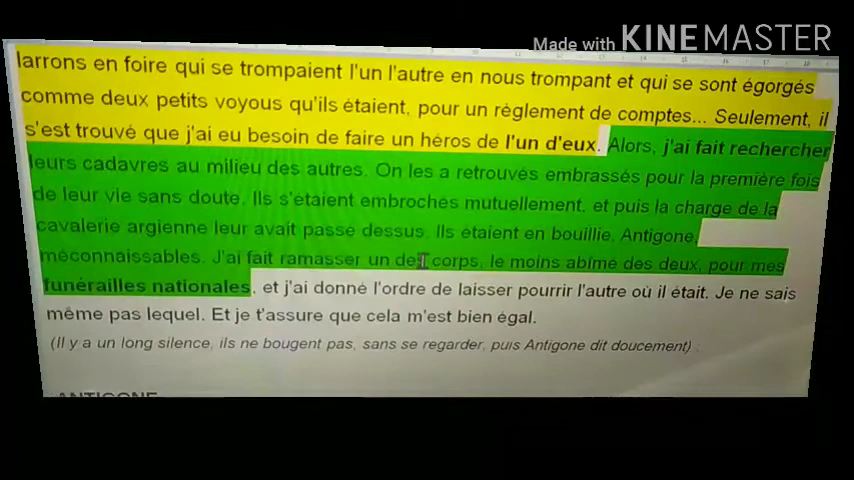 Made with KINEMASTER
larrons en foire qui se trompaient l'un l'autre en nous trompant et qui se sont égorgés
comme deux petits voyous qu'ils étaient, pour un règlement de comptes... Seulement, il
s'est trouvé que j'ai eu besoin de faire un héros de l'un d'eux. Alors, j'ai fait rechercher
leurs cadavres au milieu des autres. On les a retrouvés embrassés pour la première fois
de leur vie sans doute. Ils s'étaient embrochés mutuellement, et puis la charge de la
cavalerie argienne leur avait passé dessus. Ils étaient en bouillie, Antigone,
méconnaissables. J'ai fait ramasser un des corps, le moins abîmé des deux, pour mes
funérailles nationales, et j'ai donné l'ordre de laisser pourrir l'autre où il était. Je ne sais
même pas lequel. Et je t'assure que cela m'est bien égal.
(Il y a un long silence, ils ne bougent pas, sans se regarder, puis Antigone dit doucement) :
ANTIGONE